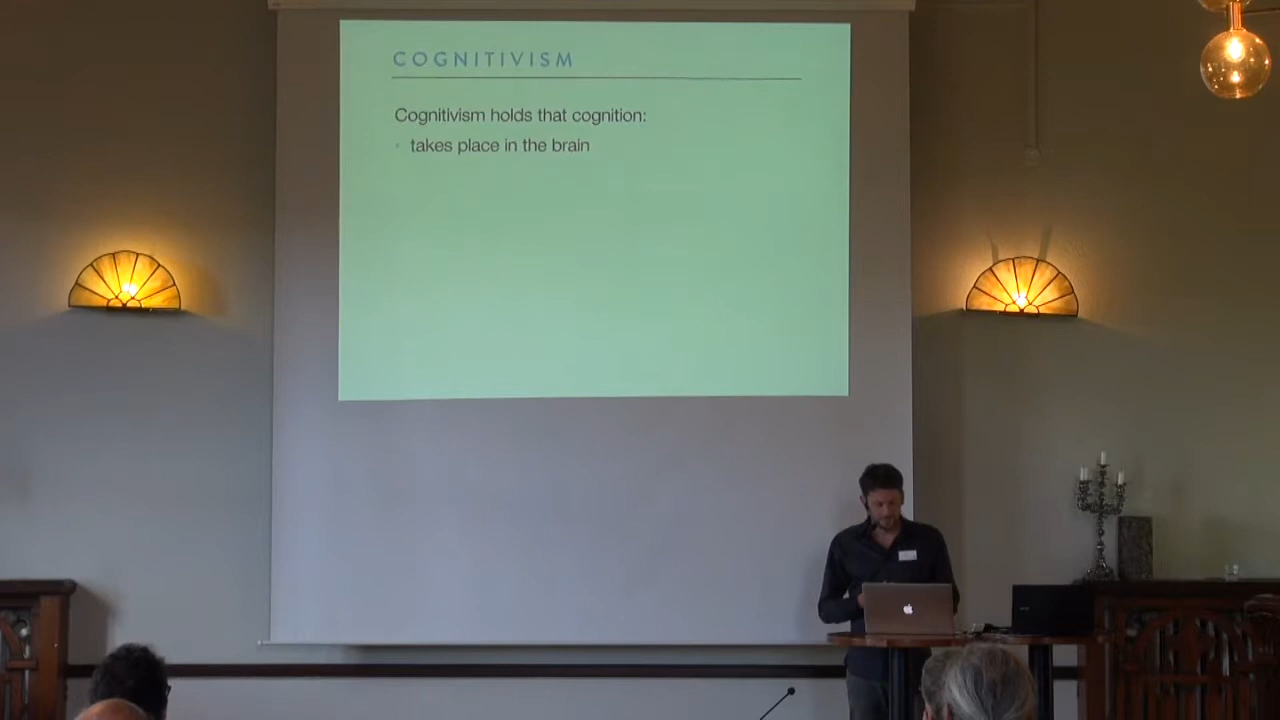 COGNITIVISM
Cognitivism holds that cognition:
• takes place in the brain